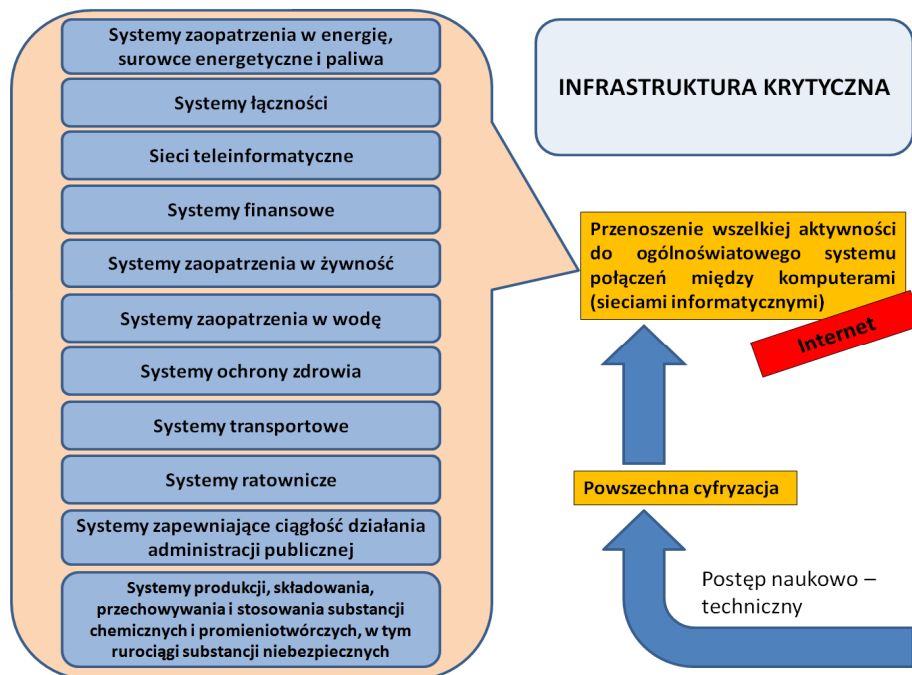 Systemy zaopatrzenia w energię,
surowce energetyczne i paliwa
Systemy łączności
Sieci teleinformatyczne
Systemy finansowe
Systemy zaopatrzenia w żywność
Systemy zaopatrzenia w wodę
Systemy ochrony zdrowia
Systemy transportowe
Systemy ratownicze
Systemy zapewniające ciągłość działania
administracji publicznej
Systemy produkcji, składowania,
przechowywania i stosowania substancji
chemicznych i promieniotwórczych, w tym
rurociągi substancji niebezpiecznych
INFRASTRUKTURA KRYTYCZNA
Przenoszenie wszelkiej aktywności
do ogólnoświatowego systemu
połączeń między komputerami
(sieciami informatycznymi)
Internet
Powszechna cyfryzacja
Postęp naukowo –
techniczny